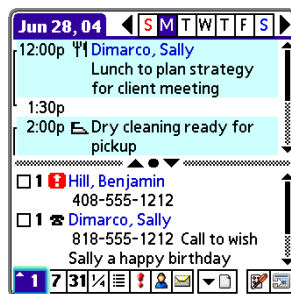 Jun 28, 04 S M T W T F S
12:00p Dimarco, Sally
Lunch to plan strategy
for client meeting
1:30p
2:00p Dry cleaning ready for
pickup
1 Hill, Benjamin
408-555-1212
1 Dimarco, Sally
818-555-1212 Call to wish
Sally a happy birthday
1 7 31 ¼